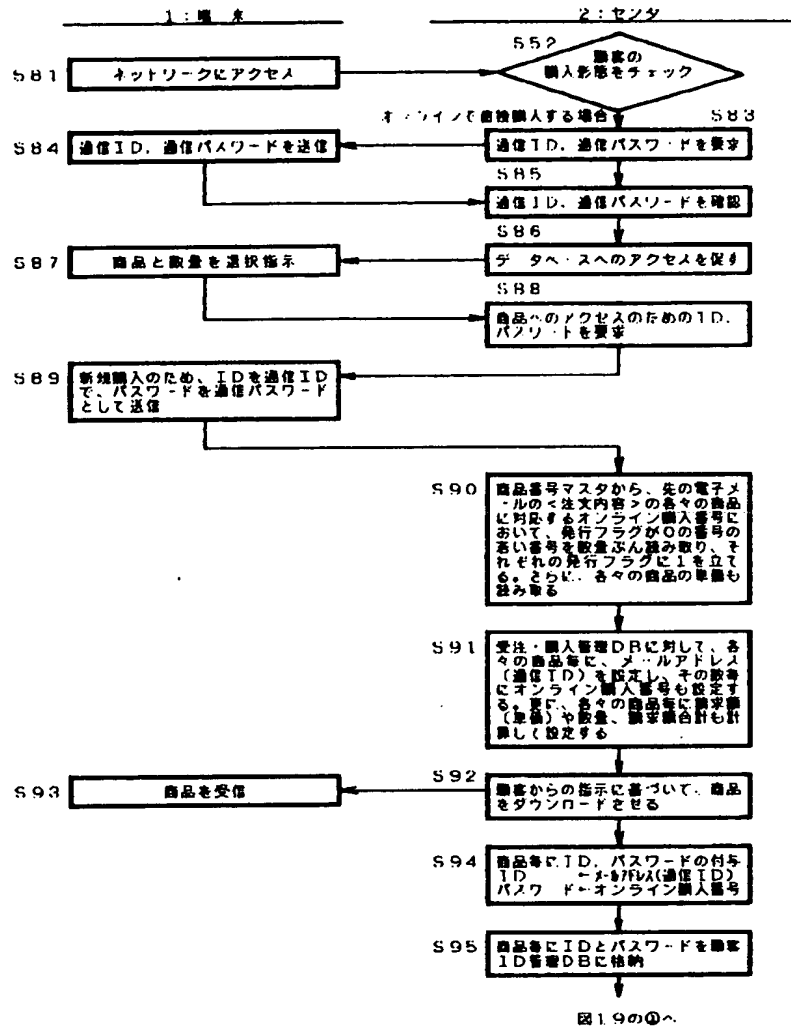 1：端末
2：センタ
S81
ネットワークにアクセス
S52
顧客の
購入形態をチェック
オンラインで直接購入する場合
S83
S84
通信ID，通信パスワードを送信
通信ID，通信パスワードを要求
S85
通信ID，通信パスワードを確認
S86
S87
商品と数量を選択指示
データベースへのアクセスを促す
S88
商品へのアクセスのためのID，
パスワードを要求
S89
新規購入のため、IDを通信ID
で、パスワードを通信パスワード
として送信
S90
商品番号マスタから、先の電子メ
ールの＜注文内容＞の各々の商品
に対応するオンライン購入番号に
おいて、発行フラグが0の番号の
若い番号を数量ぶん読み取り、そ
れぞれの発行フラグに1を立て
る。さらに、各々の商品の単価も
読み取る
S91
受注・購入管理DBに対して、各
々の商品毎に、メールアドレス
（通信ID）を設定し、その数毎
にオンライン購入番号も設定す
る。更に、各々の商品毎に請求額
（単価）や数量、請求額合計も計
算して設定する
S92
S93
商品を受信
顧客からの指示に基づいて、商品
をダウンロードさせる
S94
商品毎にID，パスワードの付与
ID　　←メールアドレス(通信ID)
パスワード←オンライン購入番号
S95
商品毎にIDとパスワードを顧客
ID管理DBに格納
図19の①へ